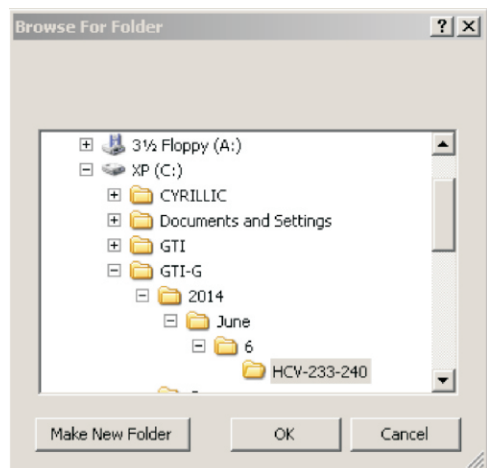 Browse For Folder
3½ Floppy (A:)
XP (C:)
CYRILLIC
Documents and Settings
GTI
GTI-G
2014
June
6
HCV-233-240
Make New Folder OK Cancel